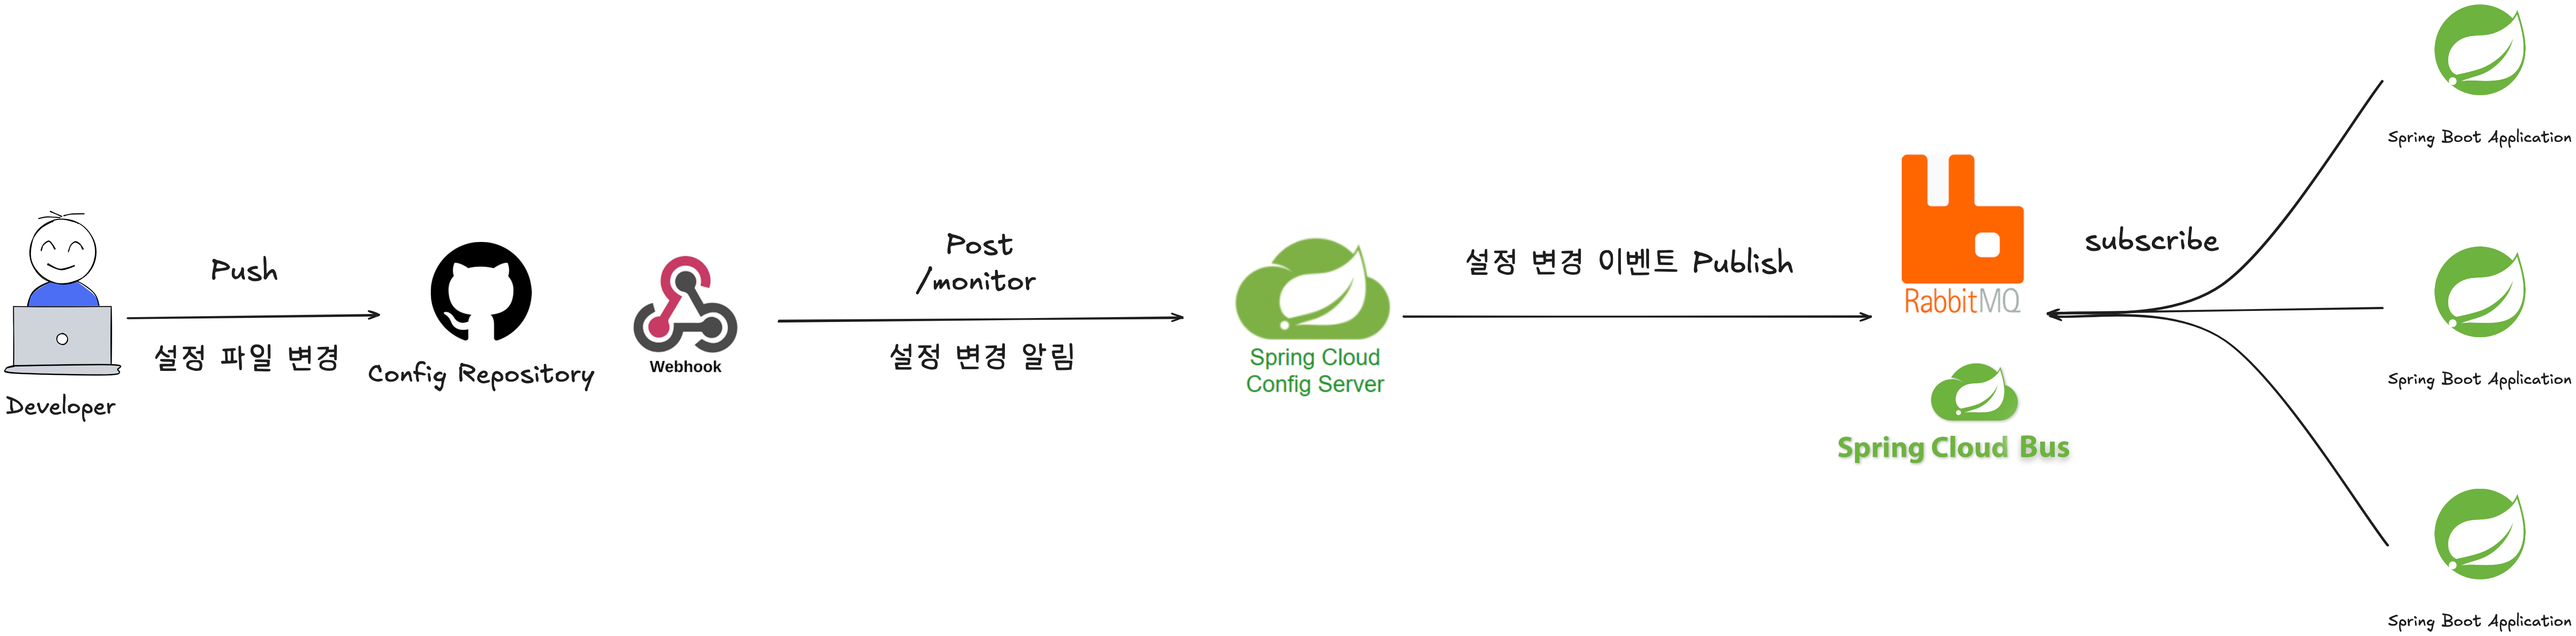 Developer
Push
설정 파일 변경
Config Repository
Webhook
Post
/monitor
설정 변경 알림
Spring Cloud
Config Server
설정 변경 이벤트 Publish
RabbitMQ
Spring Cloud Bus
subscribe
Spring Boot Application
Spring Boot Application
Spring Boot Application